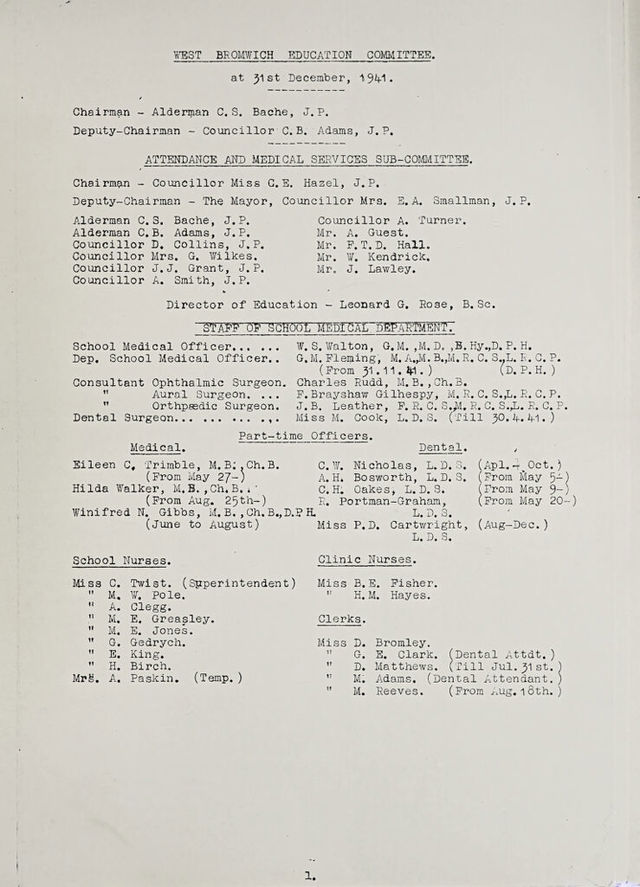 WEST BROMWICH EDUCATION COMMITTEE.
at 31st December, 1941.
Chairman - Alderman C.S. Bache, J.P.
Deputy-Chairman - Councillor C.B. Adams, J.P.
ATTENDANCE AND MEDICAL SERVICES SUB-COMMITTEE.
Chairman - Councillor Miss G.E. Hazel, J.P.
Deputy-Chairman - The Mayor, Councillor Mrs. E.A. Smallman, J.P.
Alderman C.S. Bache, J.P. Councillor A. Turner.
Alderman C.B. Adams, J.P. Mr. A. Guest.
Councillor D. Collins, J.P. Mr. F.T.D. Hall.
Councillor Mrs. G. Wilkes. Mr. W. Kendrick.
Councillor J.J. Grant, J.P. Mr. J. Lawley.
Councillor A. Smith, J.P.
Director of Education - Leonard G. Rose, B.Sc.
STAFF OF SCHOOL MEDICAL DEPARTMENT.
School Medical Officer... ... W.S.Walton, G.M.,M.D.,B.Hy.,D.P.H.
Dep. School Medical Officer.. G.M.Fleming, M.A.,M.B.,M.R.C.S.,L.R.C.P.
(From 31.11.41.) (D.P.H.)
Consultant Ophthalmic Surgeon. Charles Rudd, M.B.,Ch.B.
" Aural Surgeon. ... F.Brayshaw Gilhespy, M.R.C.S.,L.R.C.P.
" Orthpædic Surgeon. J.B. Leather, F.R.C.S.,M.R.C.S.,L.R.C.P.
Dental Surgeon... ... ... ... Miss M. Cook, L.D.S. (Till 30.4.41.)
Part-time Officers.
Medical. Dental.
Eileen C. Trimble, M.B.,Ch.B. C.W. Nicholas, L.D.S. (Apl.- Oct.)
(From May 27-) A.H. Bosworth, L.D.S. (From May 5-)
Hilda Walker, M.B.,Ch.B. C.H. Oakes, L.D.S. (From May 9-)
(From Aug. 25th-) R. Portman-Graham, (From May 20-)
Winifred N. Gibbs, M.B.,Ch.B.,D.P.H. L.D.S.
(June to August) Miss P.D. Cartwright, (Aug-Dec.)
L.D.S.
School Nurses. Clinic Nurses.
Miss C. Twist. (Superintendent) Miss B.E. Fisher.
" M. W. Pole. " H.M. Hayes.
" A. Clegg.
" M. E. Greasley. Clerks.
" M. E. Jones.
" G. Gedrych. Miss D. Bromley.
" E. King. " G. E. Clark. (Dental Attdt.)
" H. Birch. " D. Matthews. (Till Jul.31st.)
Mrs. A. Paskin. (Temp.) " M. Adams. (Dental Attendant.)
" M. Reeves. (From Aug.18th.)
1.